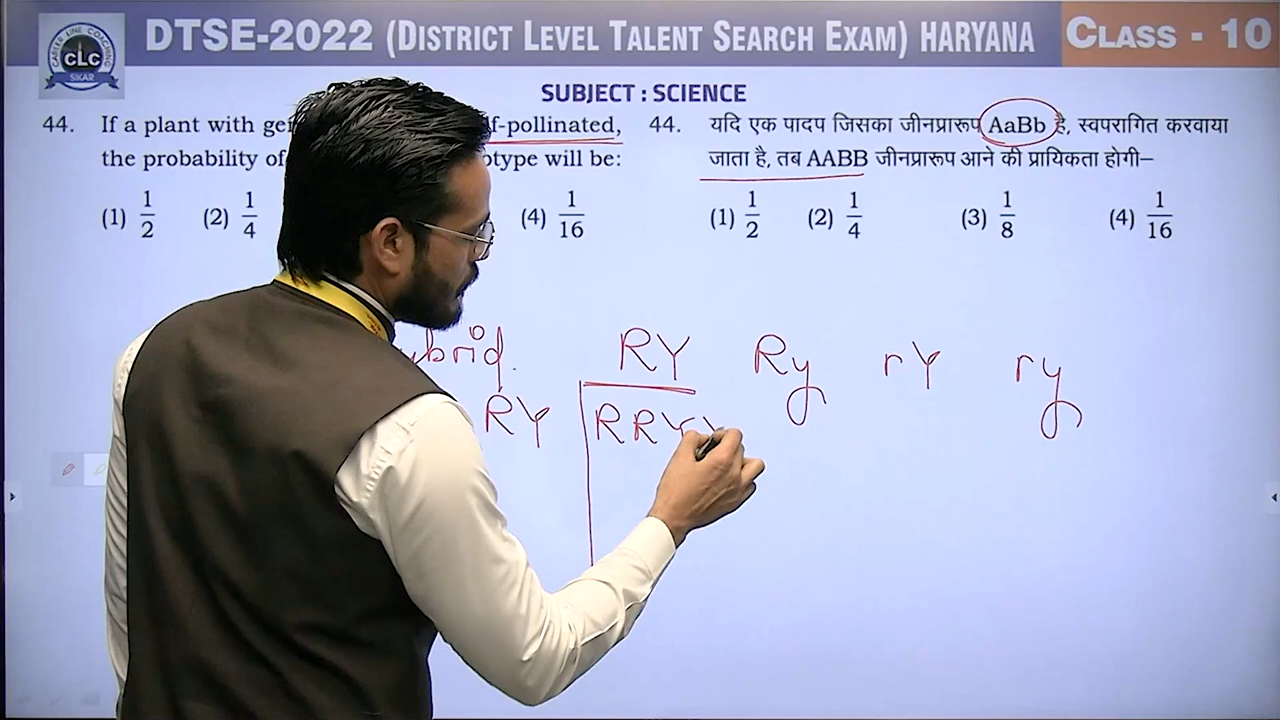 DTSE-2022 (DISTRICT LEVEL TALENT SEARCH EXAM) HARYANA
CLASS - 10
CAREER LINE COACHING
CLC
SIKAR
SUBJECT : SCIENCE
44. If a plant with f-pollinated,
the probability of otype will be:
(1) 1/2 (2) 1/4 (4) 1/16
44. यदि एक पादप जिसका जीनप्रारूप AaBb है, स्वपरागित करवाया
जाता है, तब AABB जीनप्रारूप आने की प्रायिकता होगी–
(1) 1/2 (2) 1/4 (3) 1/8 (4) 1/16
ybrid.
RY Ry rY ry
RY RRYY